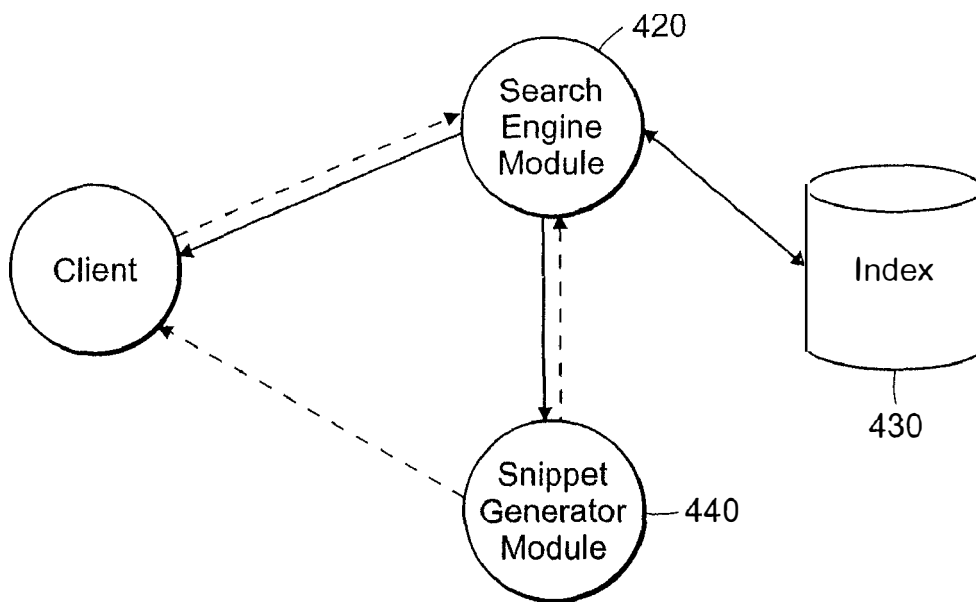 420
Search
Engine
Module
Client
Index
430
Snippet
Generator
Module
440